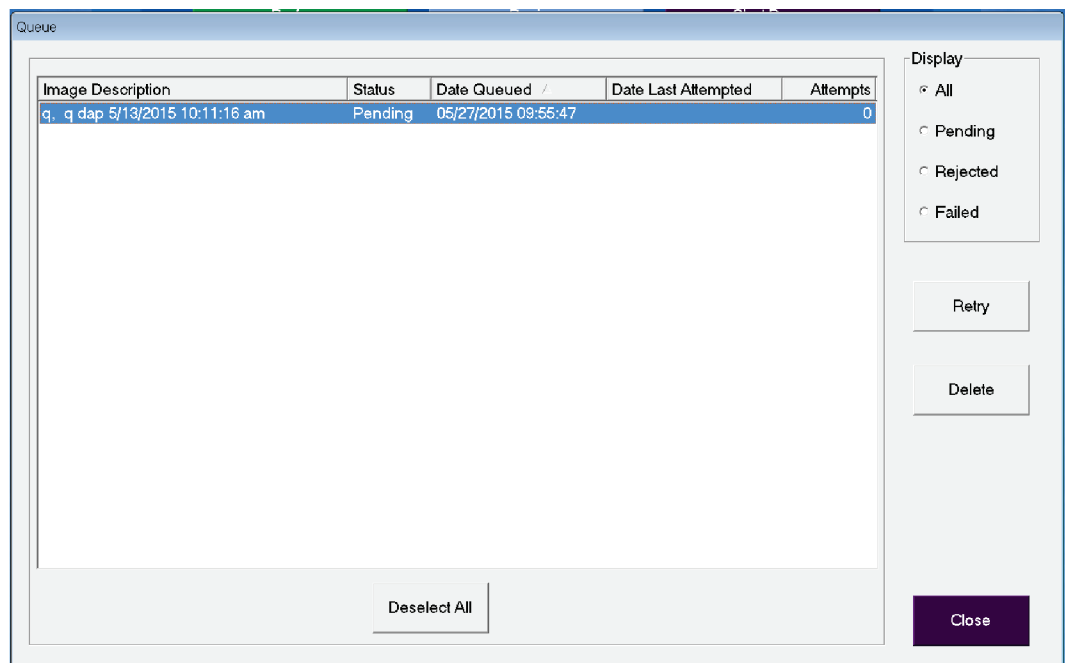 Queue
Display
Image Description Status Date Queued Date Last Attempted Attempts
All
q, q dap 5/13/2015 10:11:16 am Pending 05/27/2015 09:55:47 0
Pending
Rejected
Failed
Retry
Delete
Deselect All
Close